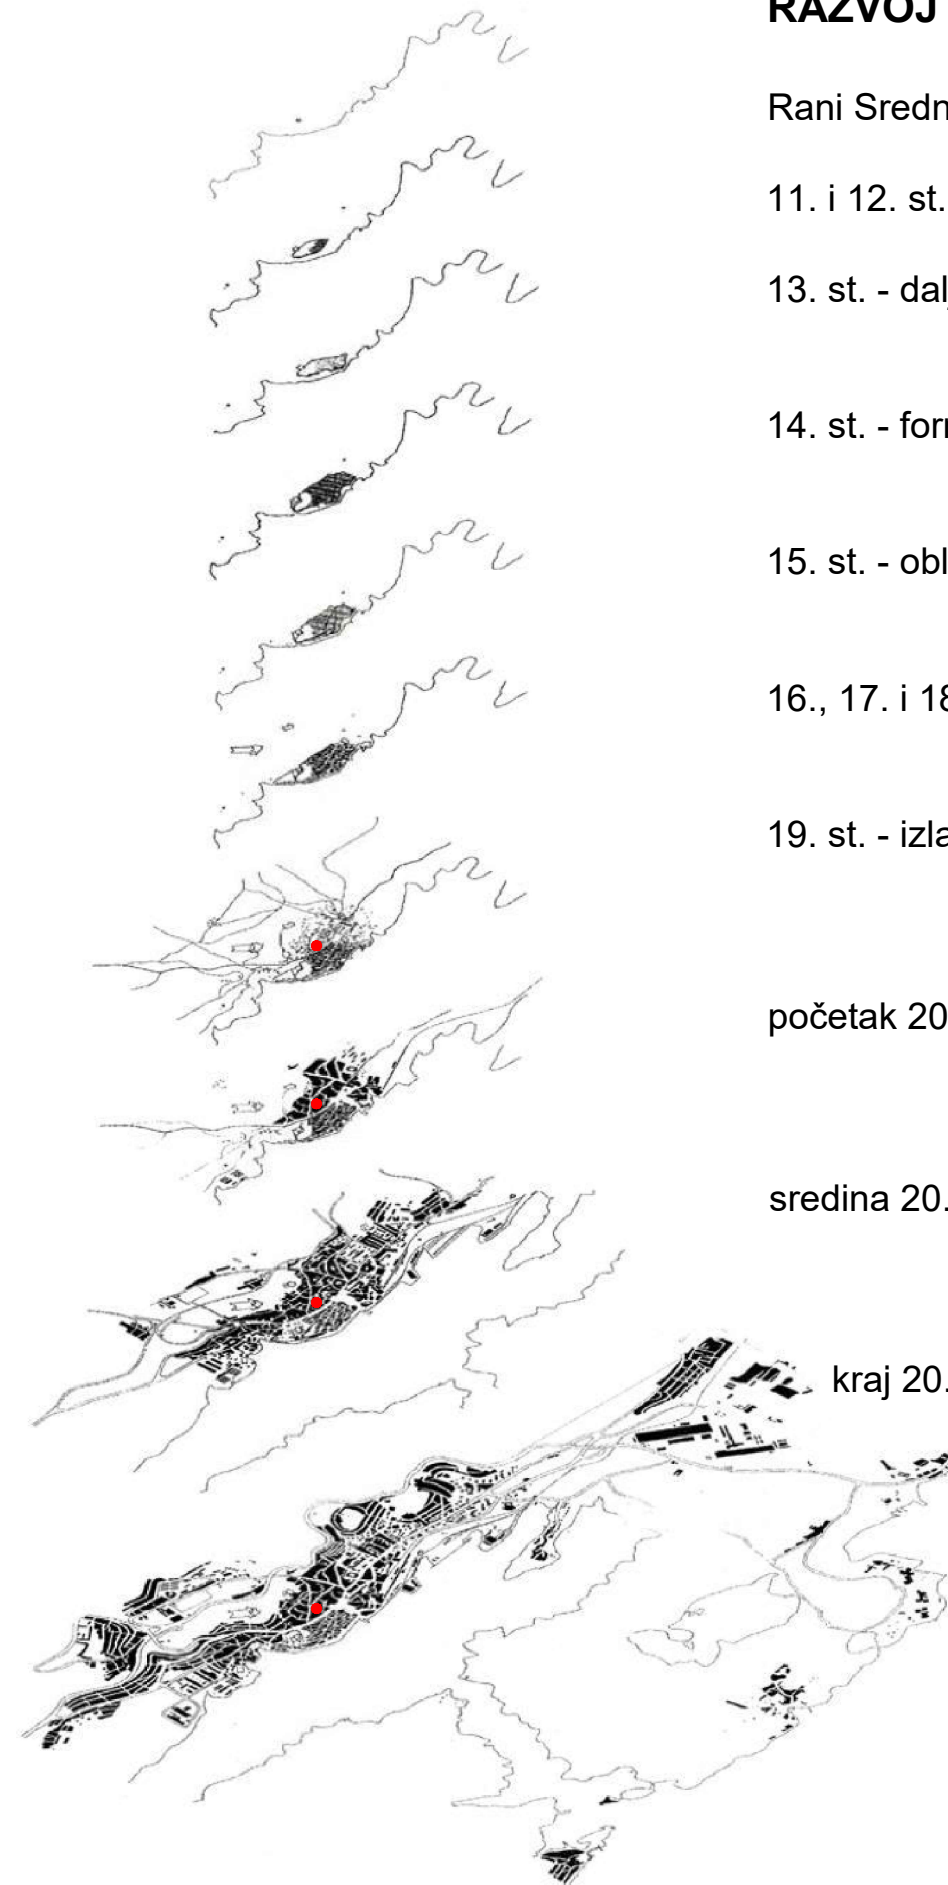 RAZVOJ
Rani Sredn
11. i 12. st.
13. st. - dal
14. st. - for
15. st. - obl
16., 17. i 18
19. st. - izla
početak 20
sredina 20.
kraj 20.